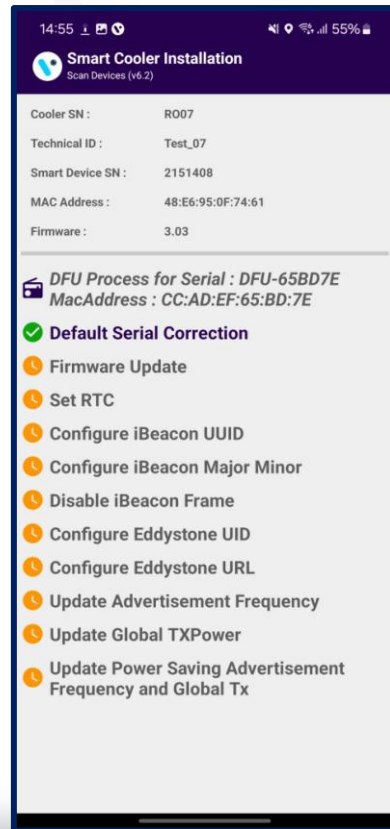 14:55 55%
Smart Cooler Installation
Scan Devices (v6.2)
Cooler SN : RO07
Technical ID : Test_07
Smart Device SN : 2151408
MAC Address : 48:E6:95:0F:74:61
Firmware : 3.03
DFU Process for Serial : DFU-65BD7E
MacAddress : CC:AD:EF:65:BD:7E
Default Serial Correction
Firmware Update
Set RTC
Configure iBeacon UUID
Configure iBeacon Major Minor
Disable iBeacon Frame
Configure Eddystone UID
Configure Eddystone URL
Update Advertisement Frequency
Update Global TXPower
Update Power Saving Advertisement
Frequency and Global Tx